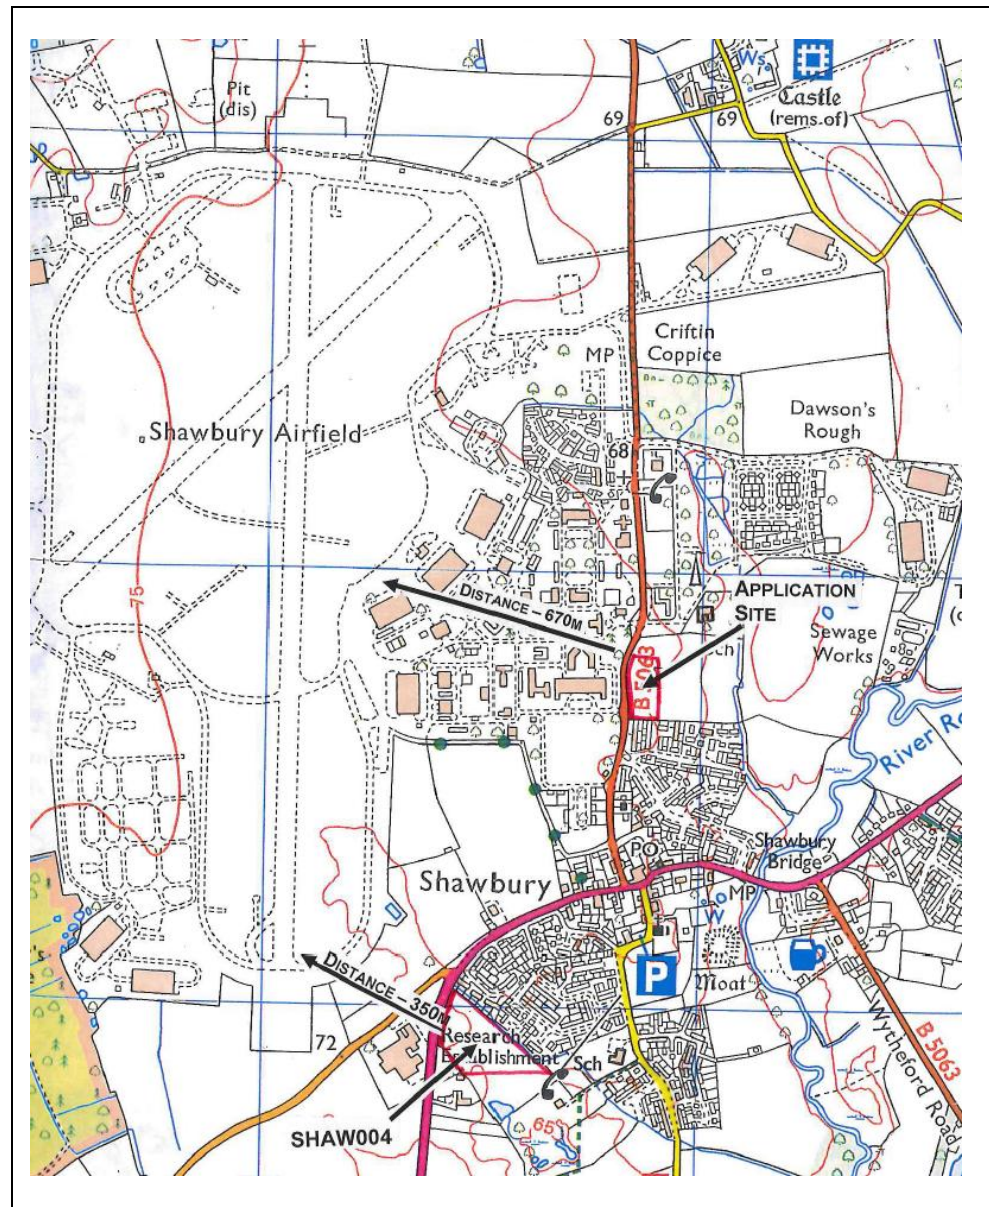 Ws
Castle
(rems.of)
Pit
(dis)
69
69
Criftin
Coppice
MP
Dawson's
Rough
Shawbury Airfield
68
75
DISTANCE – 670M
APPLICATION
SITE
Sewage
Works
B 5063
River
PO
Shawbury
Bridge
Shawbury
MP
W
P
Moat
DISTANCE – 350M
72
Research
Establishment
Sch
SHAW004
65
B 5063
Wytheford Road